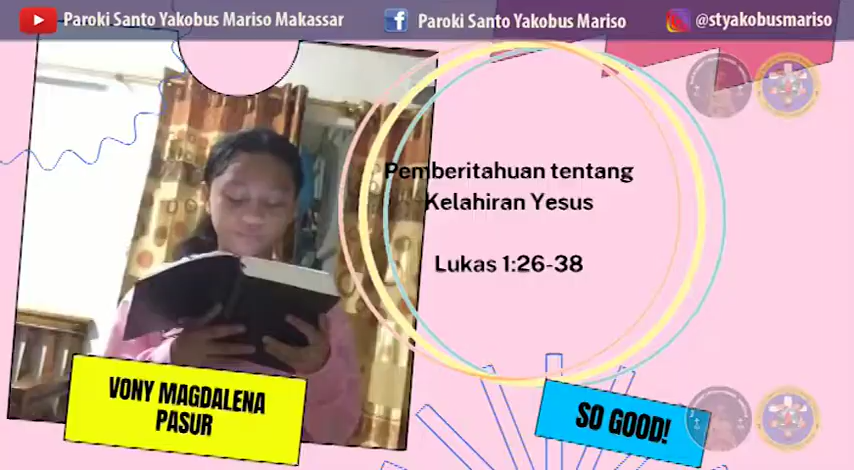 Paroki Santo Yakobus Mariso Makassar
Paroki Santo Yakobus Mariso
@styakobusmariso
Pemberitahuan tentang
Kelahiran Yesus
Lukas 1:26-38
VONY MAGDALENA
PASUR
SO GOOD!